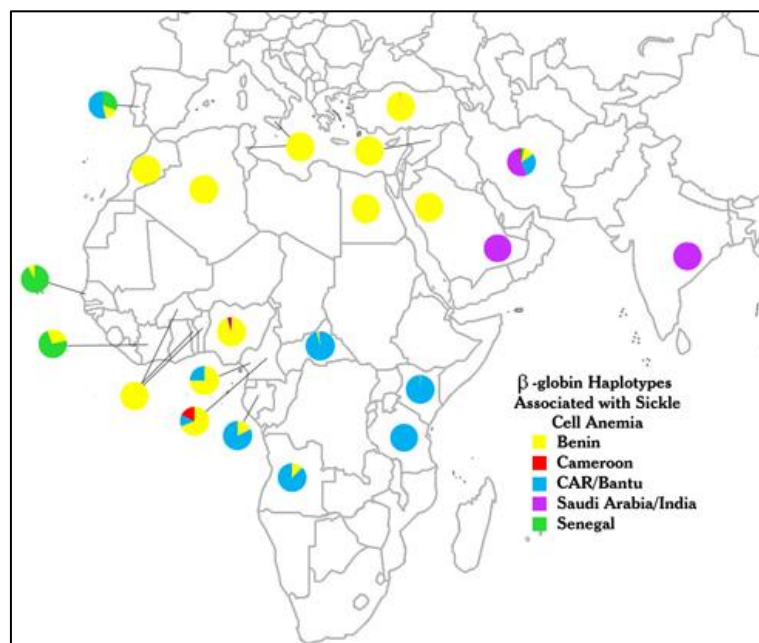 β-globin Haplotypes
Associated with Sickle
Cell Anemia
Benin
Cameroon
CAR/Bantu
Saudi Arabia/India
Senegal